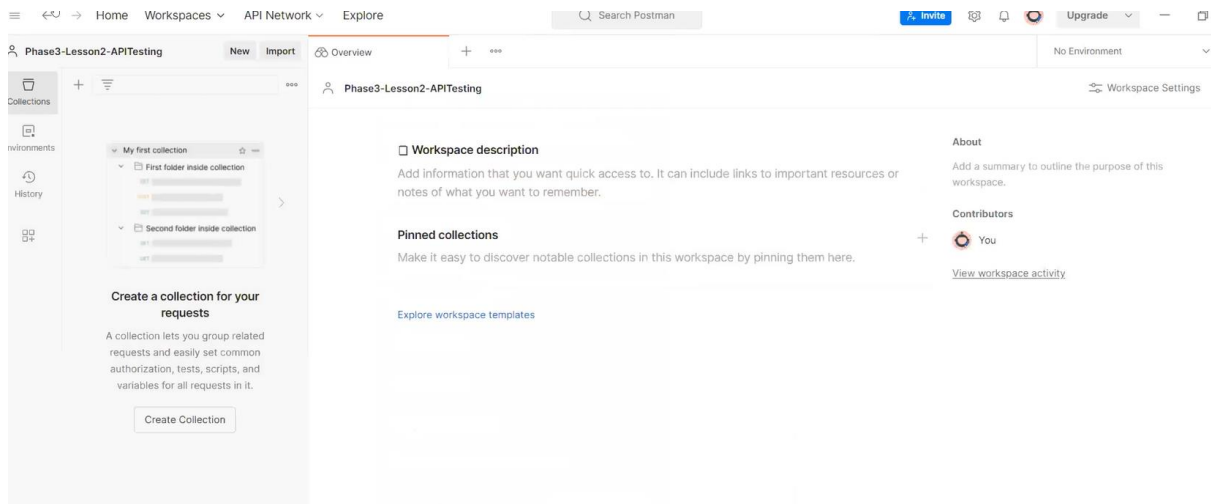 Home Workspaces API Network Explore Search Postman Invite Upgrade
Phase3-Lesson2-APITesting New Import Overview No Environment
Collections
Phase3-Lesson2-APITesting Workspace Settings
nvironments
History
My first collection
First folder inside collection
GET
GET
Second folder inside collection
GET
GET
Create a collection for your
requests
A collection lets you group related
requests and easily set common
authorization, tests, scripts, and
variables for all requests in it.
Create Collection
Workspace description
Add information that you want quick access to. It can include links to important resources or
notes of what you want to remember.
Pinned collections
Make it easy to discover notable collections in this workspace by pinning them here.
Explore workspace templates
About
Add a summary to outline the purpose of this
workspace.
Contributors
You
View workspace activity